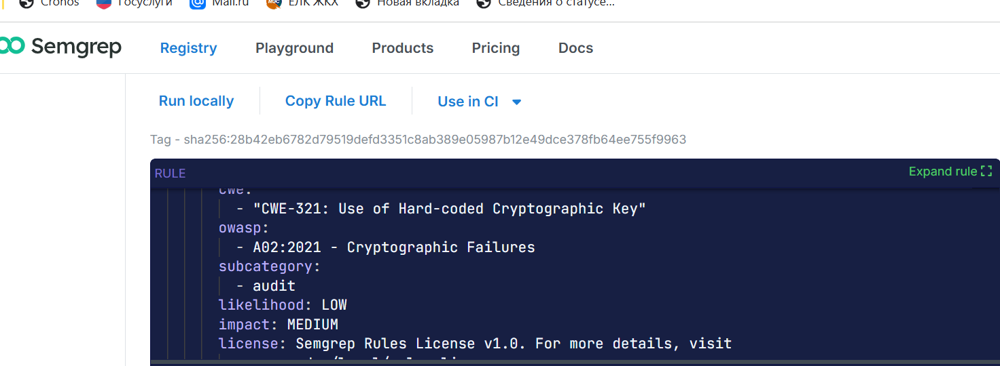 Cronos Госуслуги Mail.ru ЕЛК ЖКХ Новая вкладка Сведения о статусе...
Semgrep Registry Playground Products Pricing Docs
Run locally Copy Rule URL Use in CI
Tag - sha256:28b42eb6782d79519defd3351c8ab389e05987b12e49dce378fb64ee755f9963
RULE Expand rule
cwe:
- "CWE-321: Use of Hard-coded Cryptographic Key"
owasp:
- A02:2021 - Cryptographic Failures
subcategory:
- audit
likelihood: LOW
impact: MEDIUM
license: Semgrep Rules License v1.0. For more details, visit